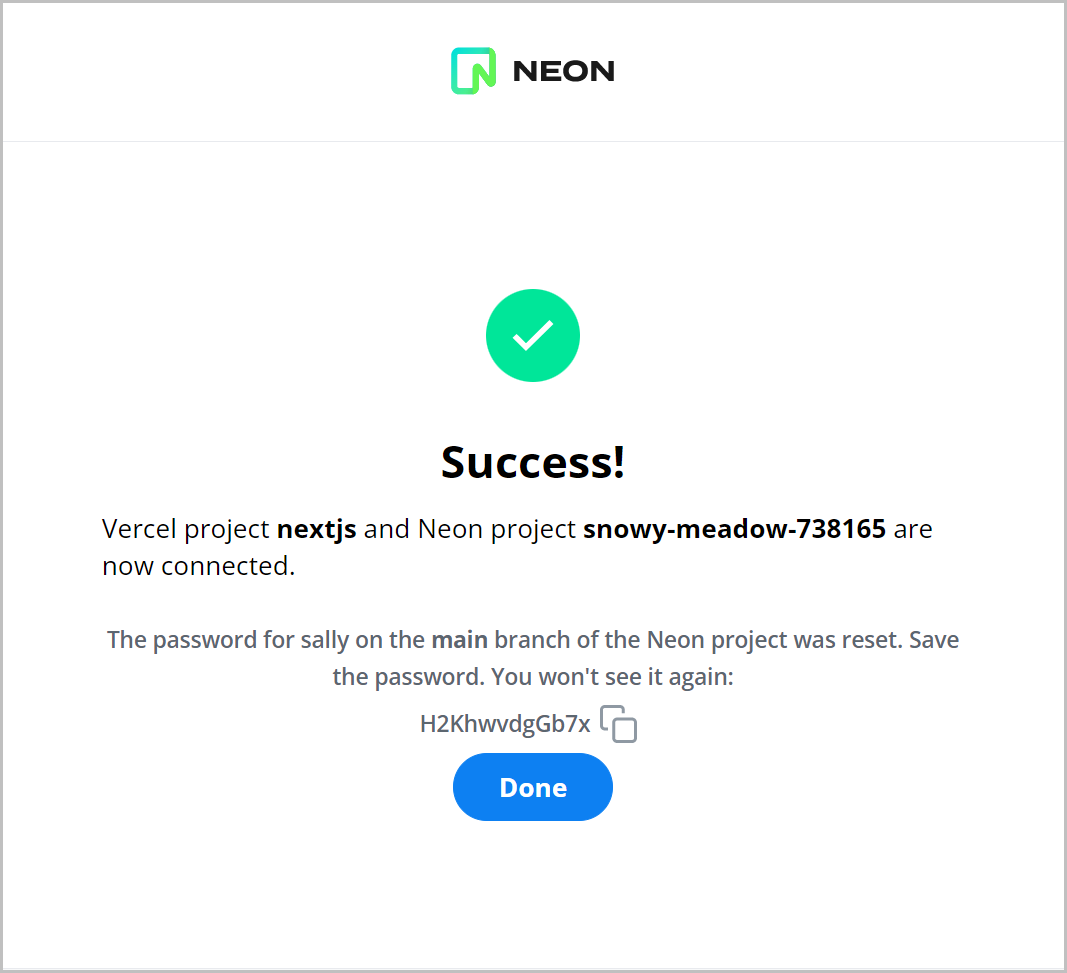 NEON
Success!
Vercel project nextjs and Neon project snowy-meadow-738165 are
now connected.
The password for sally on the main branch of the Neon project was reset. Save
the password. You won't see it again:
H2KhwvdgGb7x
Done